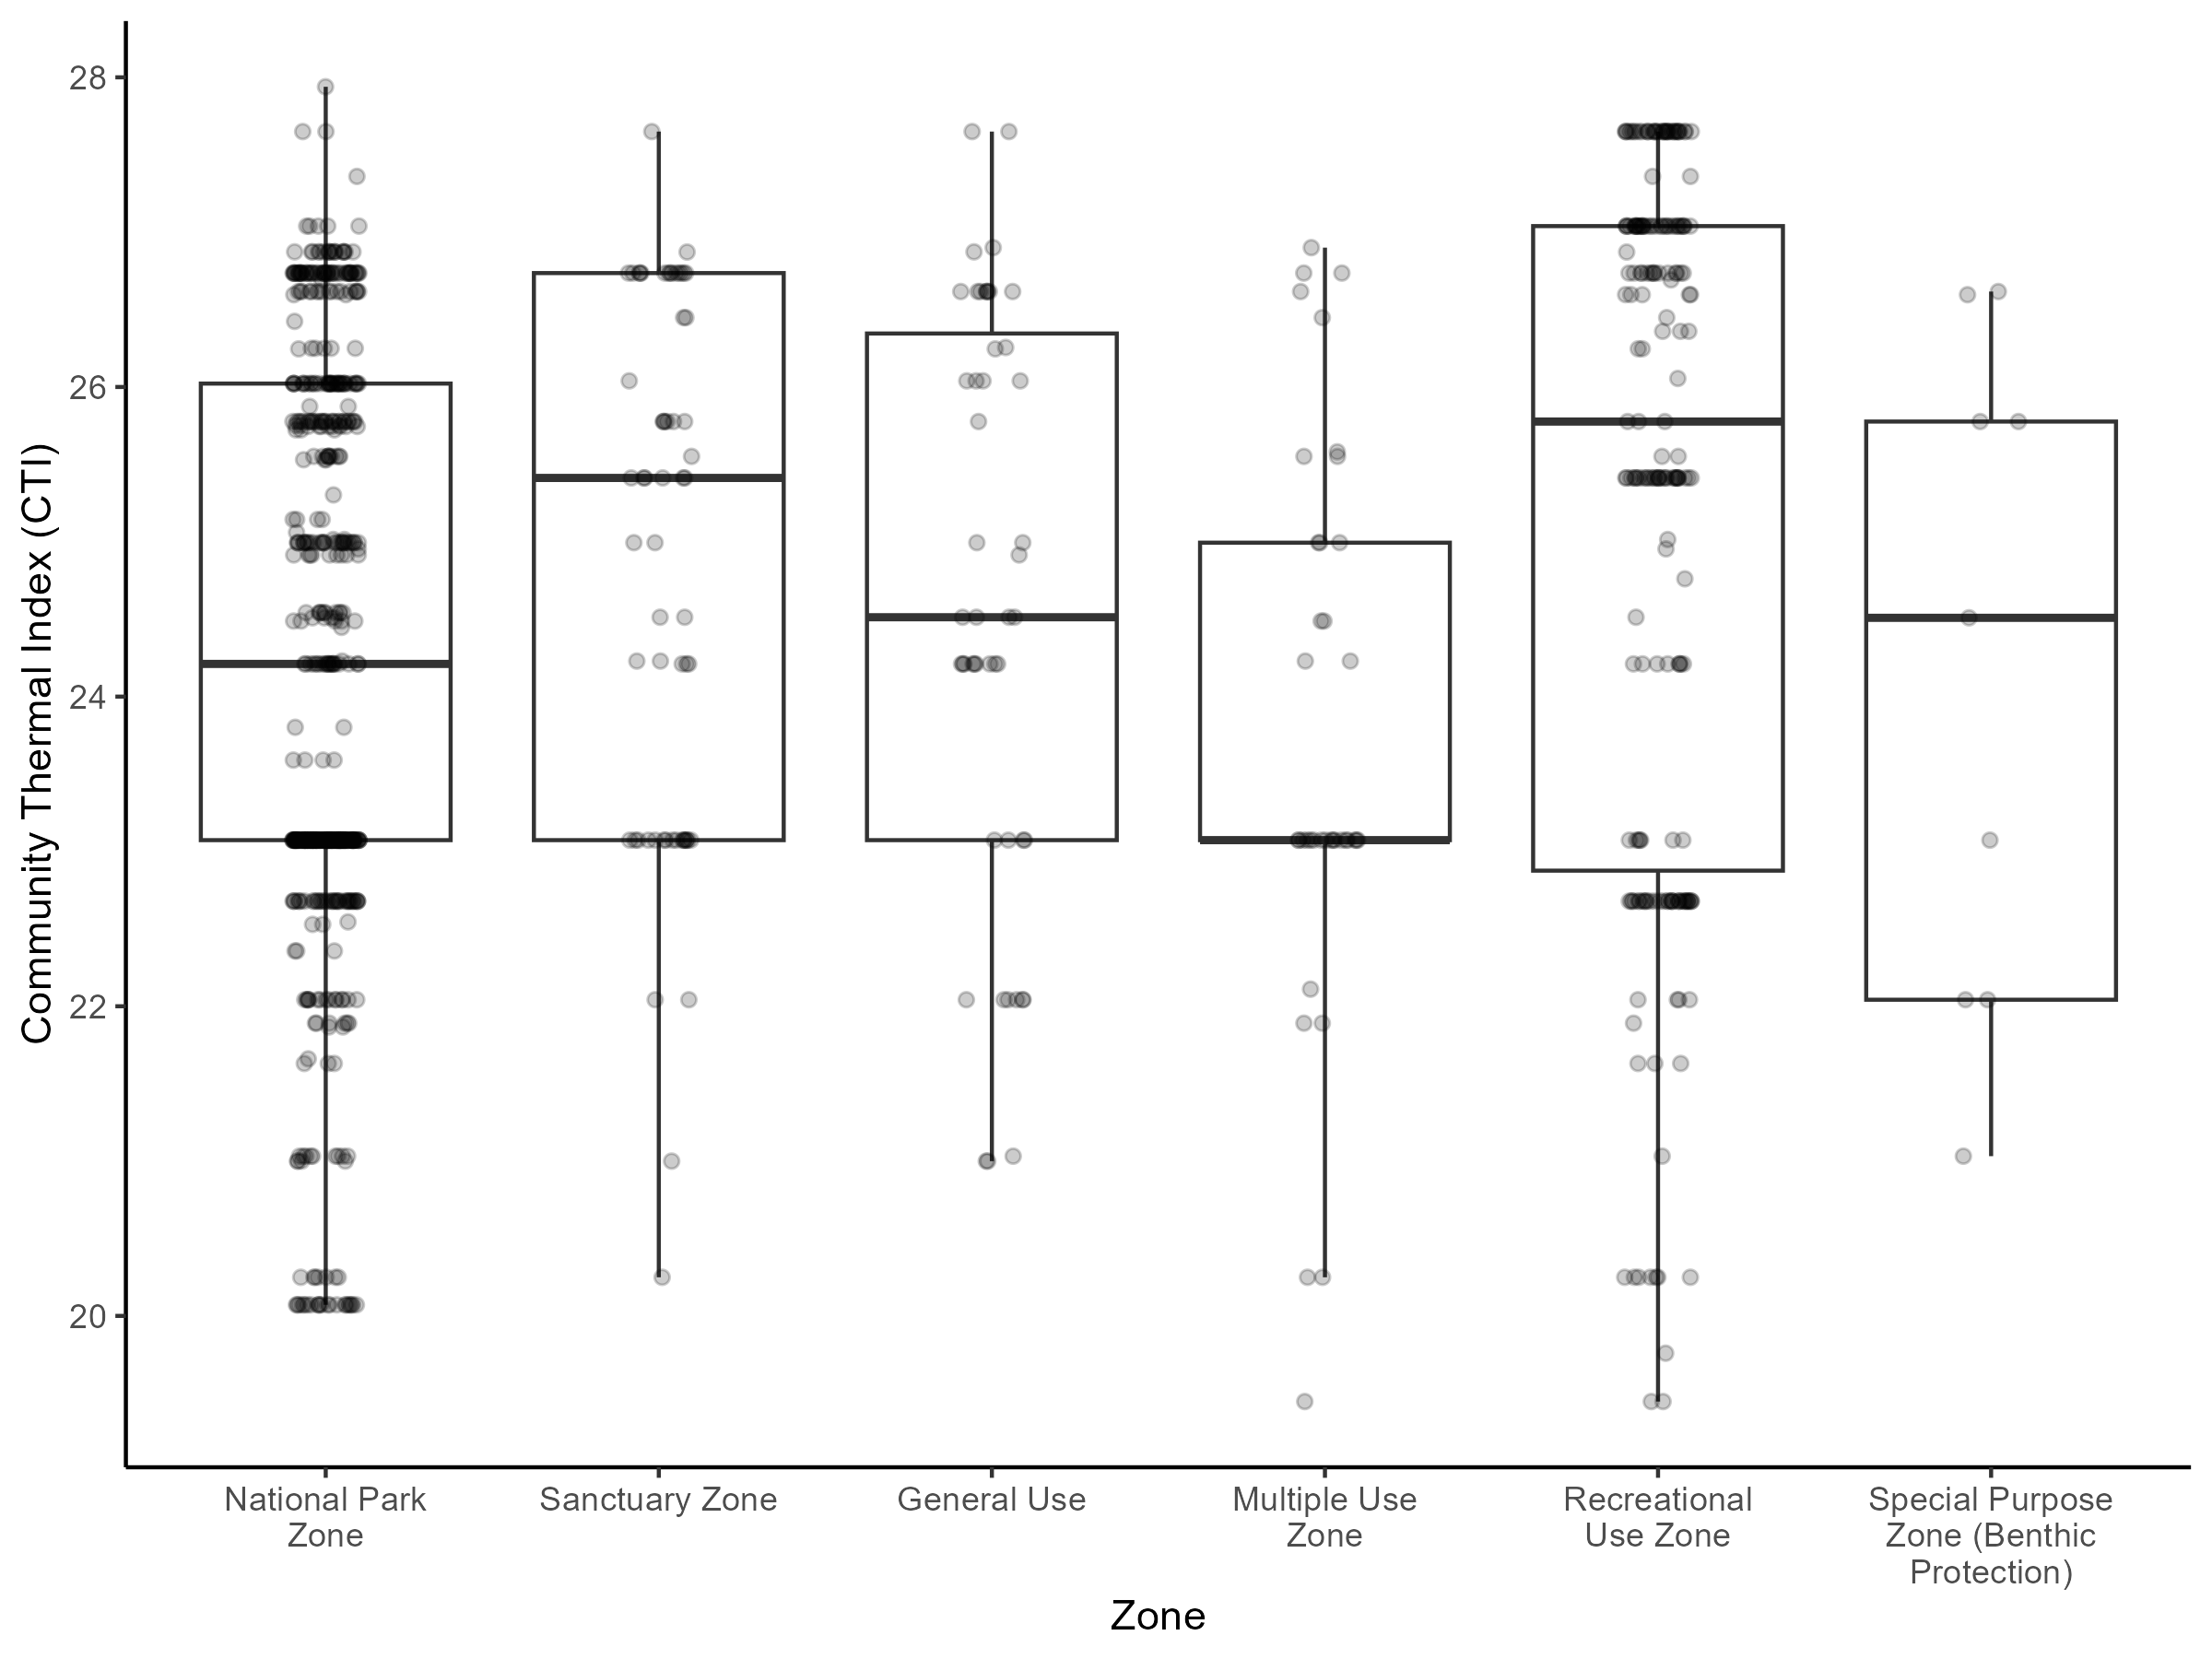 Community Thermal Index (CTI)
28
26
24
22
20
National Park
Zone
Sanctuary Zone
General Use
Multiple Use
Zone
Recreational
Use Zone
Special Purpose
Zone (Benthic
Protection)
Zone